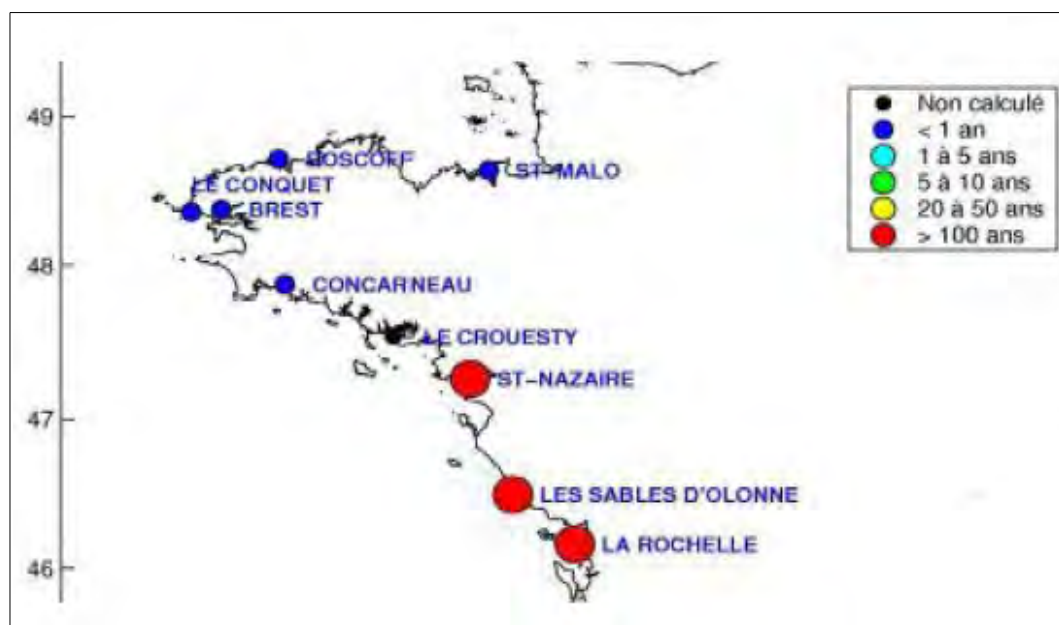 49
48
47
46
Non calculé
< 1 an
1 à 5 ans
5 à 10 ans
20 à 50 ans
> 100 ans
ROSCOFF
ST-MALO
LE CONQUET
BREST
CONCARNEAU
LE CROUESTY
ST-NAZAIRE
LES SABLES D'OLONNE
LA ROCHELLE